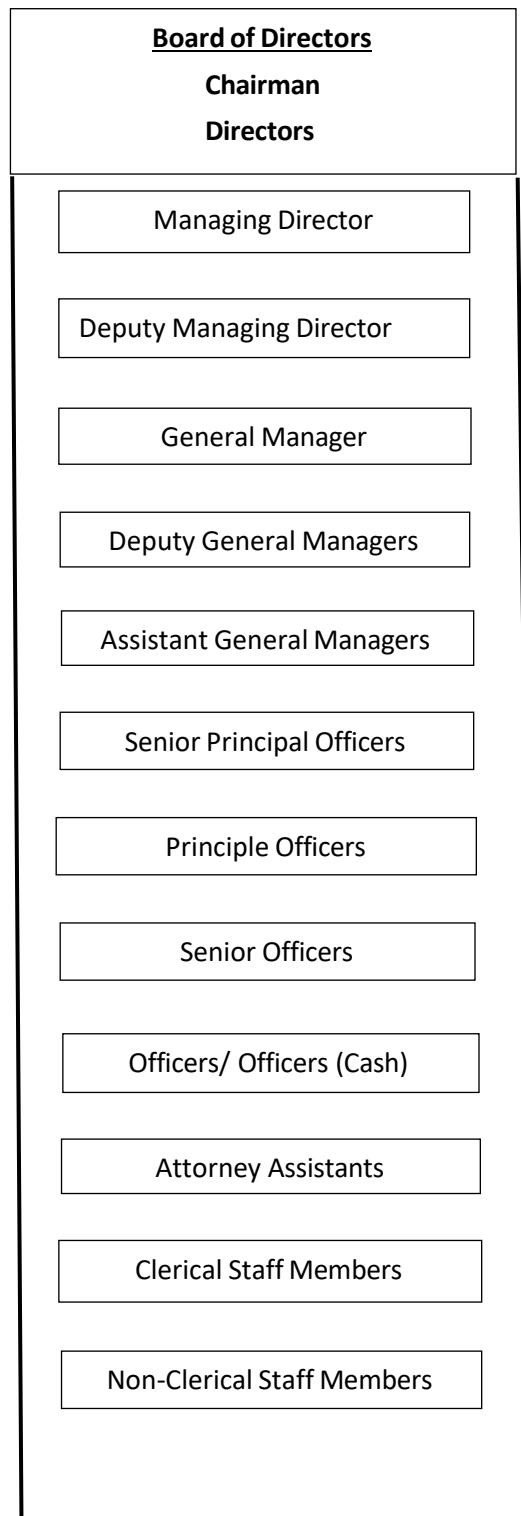 Board of Directors
Chairman
Directors
Managing Director
Deputy Managing Director
General Manager
Deputy General Managers
Assistant General Managers
Senior Principal Officers
Principle Officers
Senior Officers
Officers/ Officers (Cash)
Attorney Assistants
Clerical Staff Members
Non-Clerical Staff Members